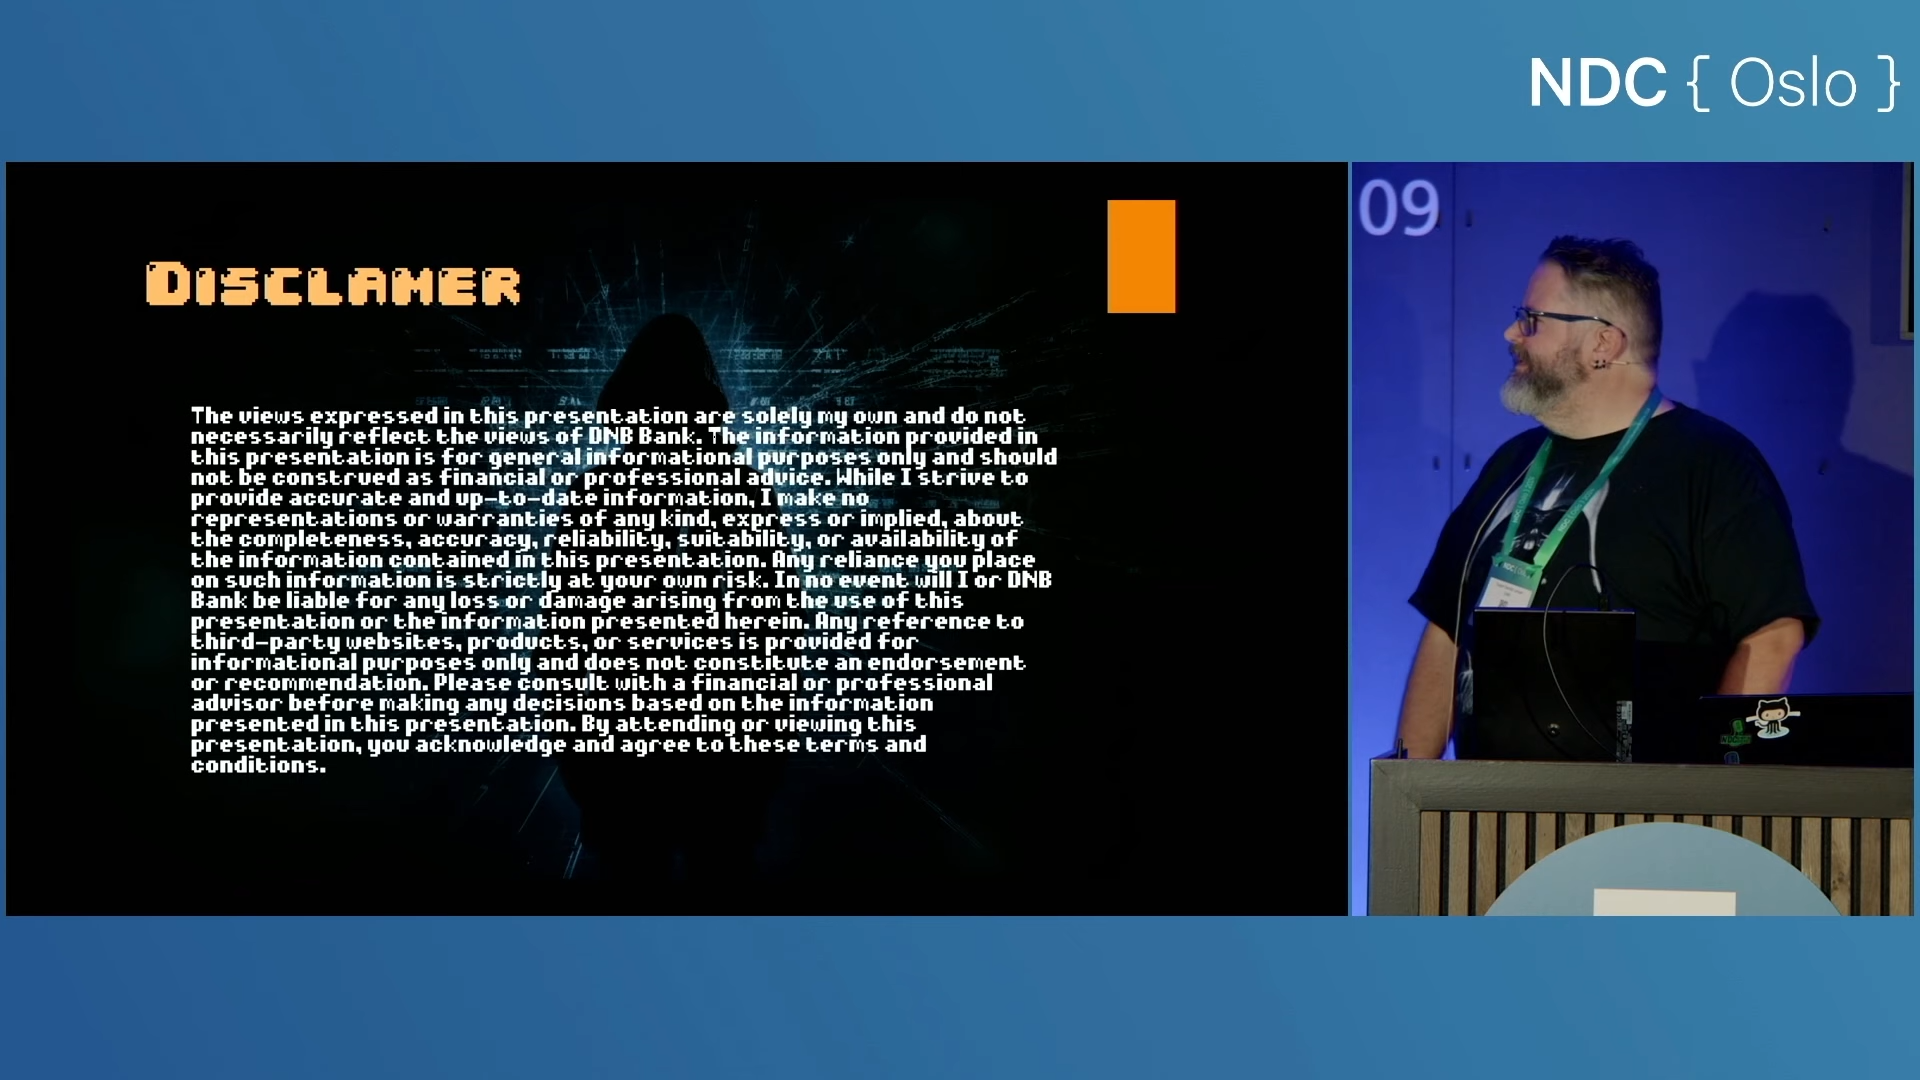 NDC { Oslo }
09
DISCLAMER
The views expressed in this presentation are solely my own and do not
necessarily reflect the views of DNB Bank. The information provided in
this presentation is for general informational purposes only and should
not be construed as financial or professional advice. While I strive to
provide accurate and up-to-date information, I make no
representations or warranties of any kind, express or implied, about
the completeness, accuracy, reliability, suitability, or availability of
the information contained in this presentation. Any reliance you place
on such information is strictly at your own risk. In no event will I or DNB
Bank be liable for any loss or damage arising from the use of this
presentation or the information presented herein. Any reference to
third-party websites, products, or services is provided for
informational purposes only and does not constitute an endorsement
or recommendation. Please consult with a financial or professional
advisor before making any decisions based on the information
presented in this presentation. By attending or viewing this
presentation, you acknowledge and agree to these terms and
conditions.